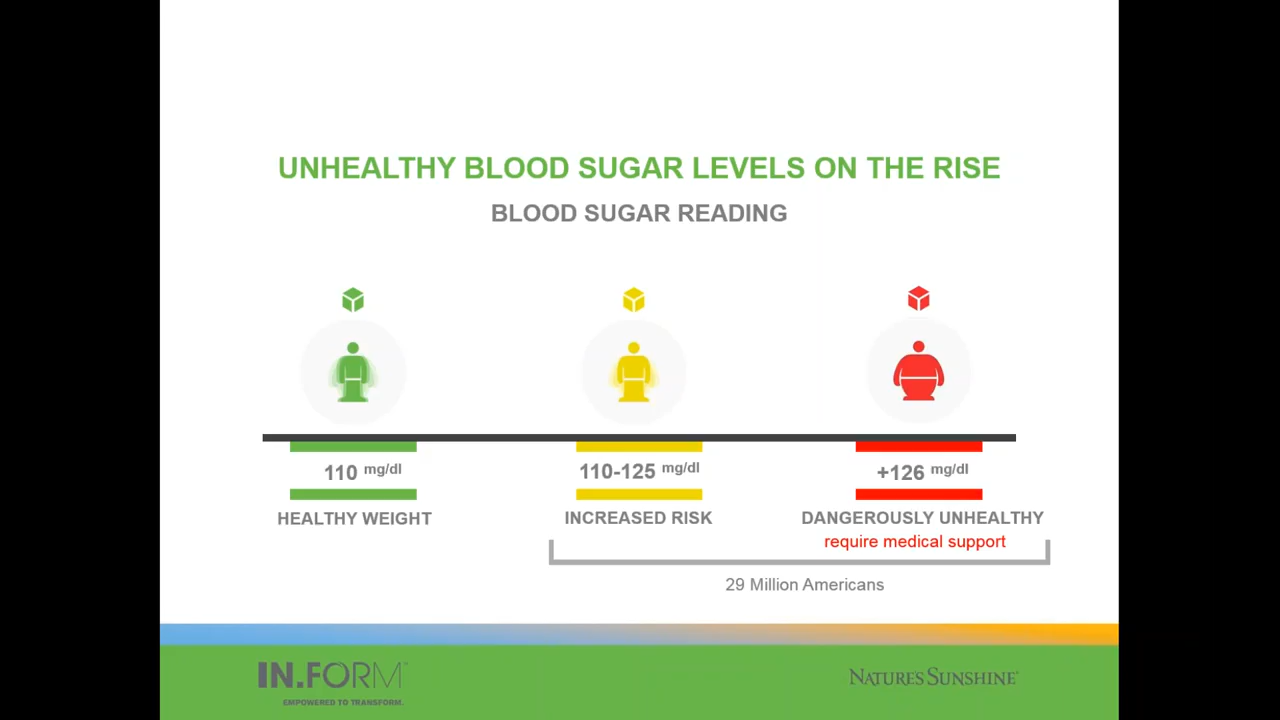 UNHEALTHY BLOOD SUGAR LEVELS ON THE RISE
BLOOD SUGAR READING
110 mg/dl
110-125 mg/dl
+126 mg/dl
HEALTHY WEIGHT
INCREASED RISK
DANGEROUSLY UNHEALTHY
require medical support
29 Million Americans
IN.FORM™
EMPOWERED TO TRANSFORM.
NATURE'S SUNSHINE®